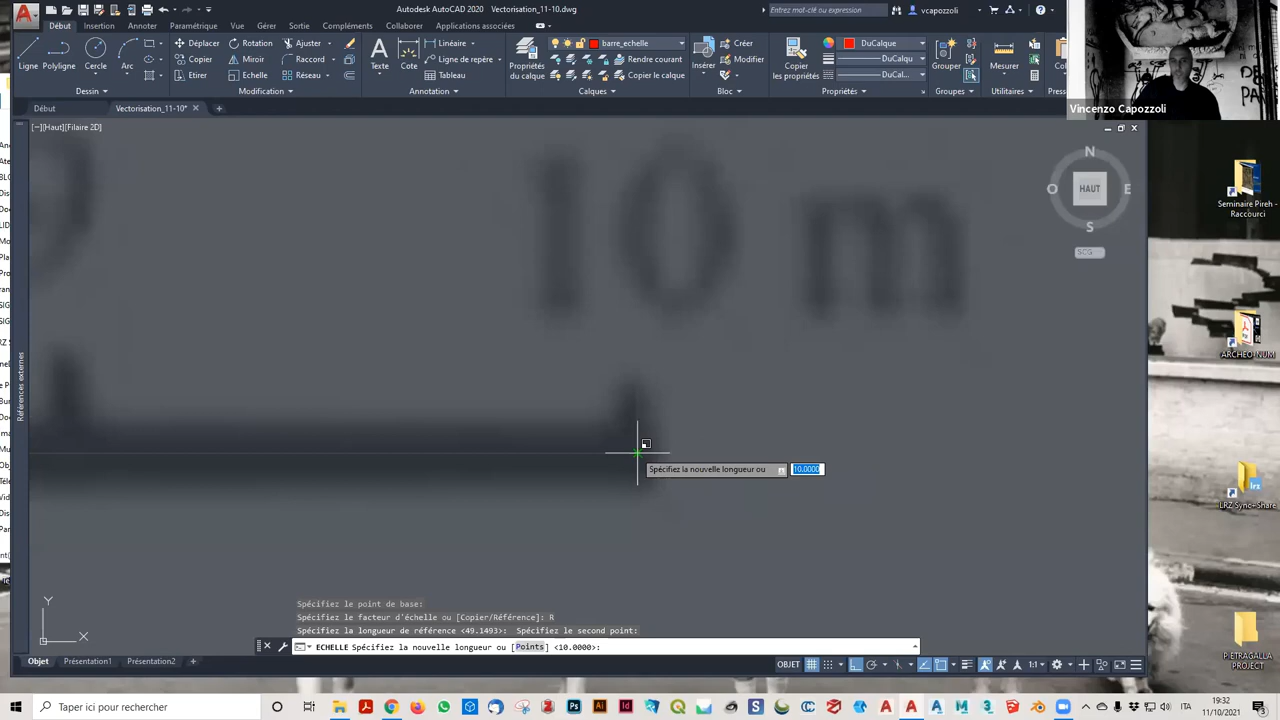 Autodesk AutoCAD 2020 Vectorisation_11-10.dwg
Entrez mot-clé ou expression
vcapozzoli
Début Insertion Annoter Paramétrique Vue Gérer Sortie Compléments Collaborer Applications associées
Ligne Polyligne Cercle Arc
Déplacer Rotation Ajuster
Copier Miroir Raccord
Etirer Echelle Réseau
Texte Cote
Linéaire
Ligne de repère
Tableau
Propriétés
du calque
barre_echelle
Rendre courant
Copier le calque
Insérer
Créer
Modifier
Copier
les propriétés
DuCalque
DuCalqu
DuCal...
Grouper
Mesurer
Dessin Modification Annotation Calques Bloc Propriétés Groupes Utilitaires
Vincenzo Capozzoli
Début Vectorisation_11-10*
[−][Haut][Filaire 2D]
10 m
N
O HAUT E
S
SCG
Références externes
Spécifiez la nouvelle longueur ou 10.0000
Spécifiez le point de base:
Spécifiez le facteur d'échelle ou [Copier/Référence]: R
Spécifiez la longueur de référence <49.1493>: Spécifiez le second point:
ECHELLE Spécifiez la nouvelle longueur ou [Points] <10.0000>:
Y
X
Objet Présentation1 Présentation2
OBJET
1:1
Seminaire Pireh -
Raccourci
ARCHEO-NUM
LRZ Sync+Share
P.ETRAGALLA
PROJECT
Taper ici pour rechercher
19:32
11/10/2021